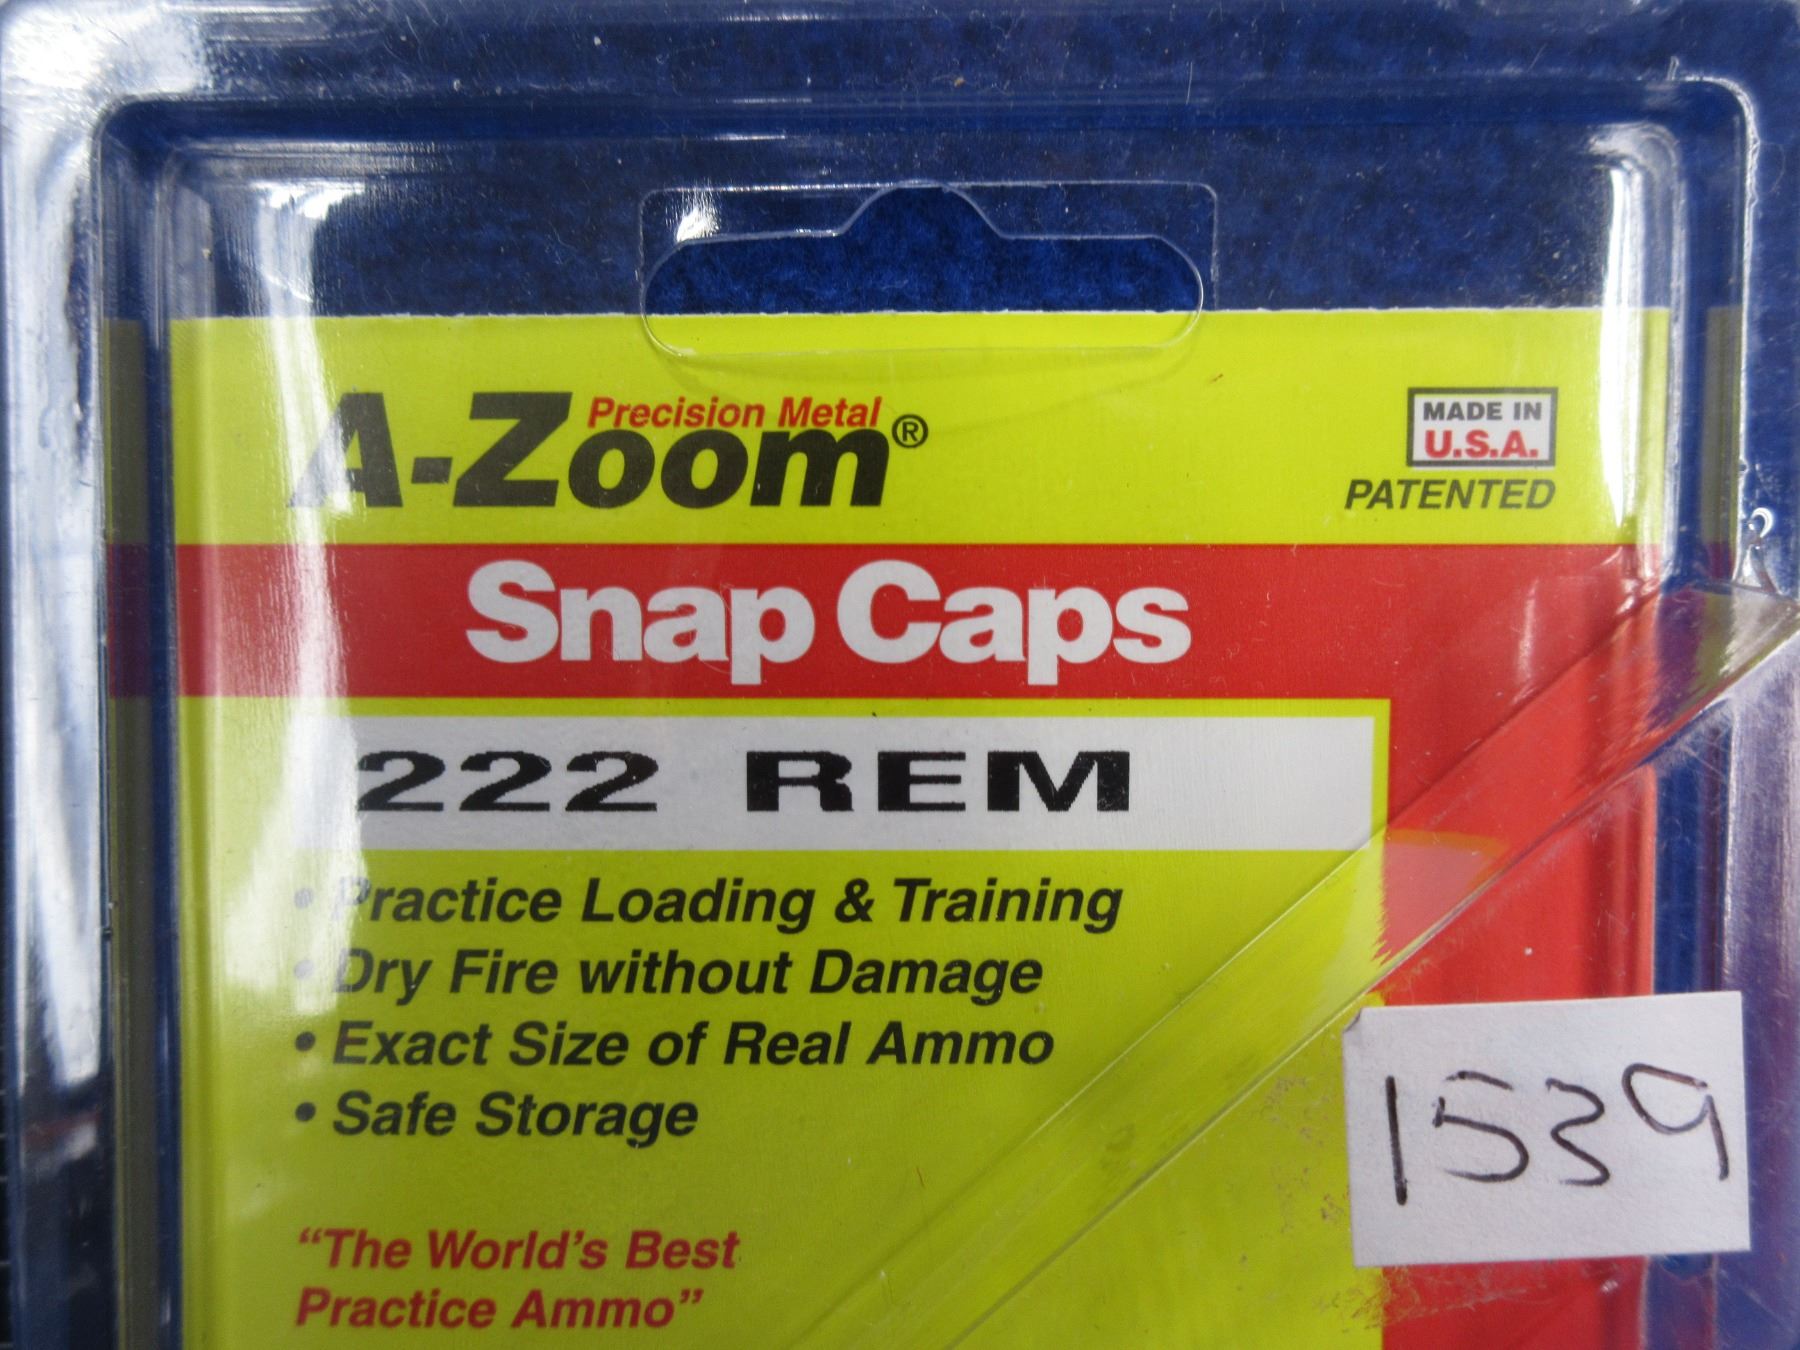 Precision Metal
A-Zoom®
MADE IN
U.S.A.
PATENTED
Snap Caps
222 REM
• Practice Loading & Training
• Dry Fire without Damage
• Exact Size of Real Ammo
• Safe Storage
1539
“The World's Best
Practice Ammo”